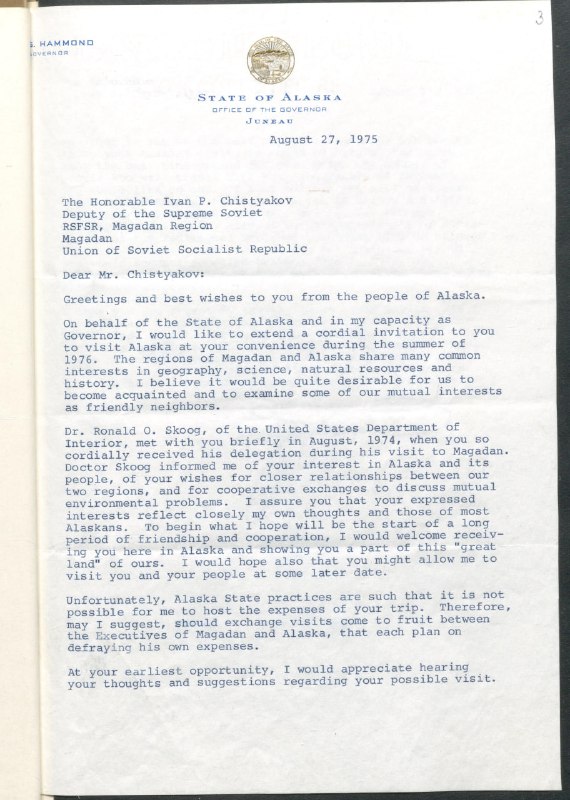 3
S. HAMMOND
GOVERNOR
STATE OF ALASKA
OFFICE OF THE GOVERNOR
JUNEAU
August 27, 1975
The Honorable Ivan P. Chistyakov
Deputy of the Supreme Soviet
RSFSR, Magadan Region
Magadan
Union of Soviet Socialist Republic
Dear Mr. Chistyakov:
Greetings and best wishes to you from the people of Alaska.
On behalf of the State of Alaska and in my capacity as
Governor, I would like to extend a cordial invitation to you
to visit Alaska at your convenience during the summer of
1976. The regions of Magadan and Alaska share many common
interests in geography, science, natural resources and
history. I believe it would be quite desirable for us to
become acquainted and to examine some of our mutual interests
as friendly neighbors.
Dr. Ronald O. Skoog, of the United States Department of
Interior, met with you briefly in August, 1974, when you so
cordially received his delegation during his visit to Magadan.
Doctor Skoog informed me of your interest in Alaska and its
people, of your wishes for closer relationships between our
two regions, and for cooperative exchanges to discuss mutual
environmental problems. I assure you that your expressed
interests reflect closely my own thoughts and those of most
Alaskans. To begin what I hope will be the start of a long
period of friendship and cooperation, I would welcome receiv-
ing you here in Alaska and showing you a part of this "great
land" of ours. I would hope also that you might allow me to
visit you and your people at some later date.
Unfortunately, Alaska State practices are such that it is not
possible for me to host the expenses of your trip. Therefore,
may I suggest, should exchange visits come to fruit between
the Executives of Magadan and Alaska, that each plan on
defraying his own expenses.
At your earliest opportunity, I would appreciate hearing
your thoughts and suggestions regarding your possible visit.